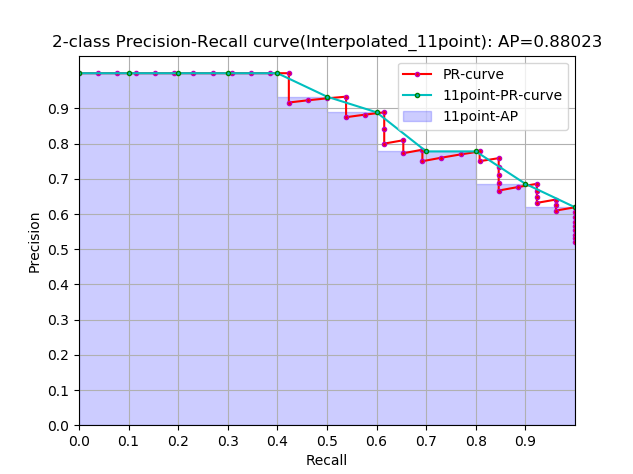 2-class Precision-Recall curve(Interpolated_11point): AP=0.88023
PR-curve
11point-PR-curve
11point-AP
Precision
0.9
0.8
0.7
0.6
0.5
0.4
0.3
0.2
0.1
0.0
0.0 0.1 0.2 0.3 0.4 0.5 0.6 0.7 0.8 0.9
Recall